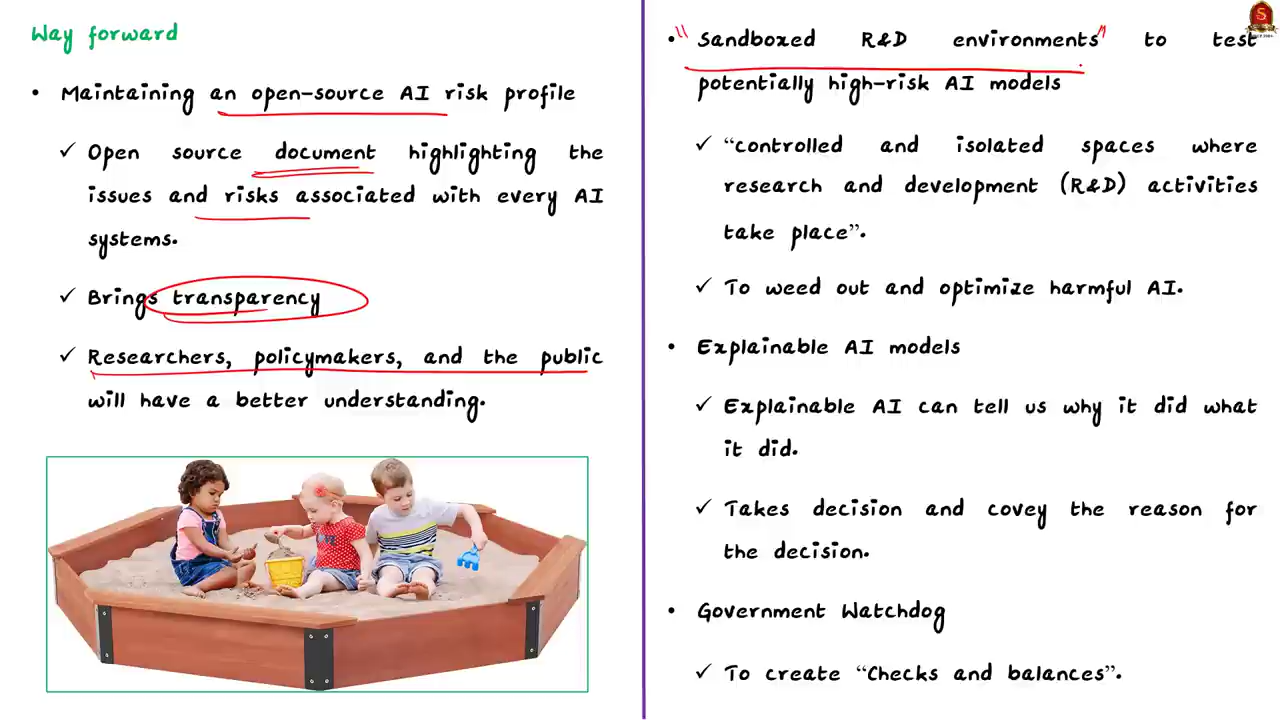 Way forward
• Maintaining an open-source AI risk profile
✓ Open source document highlighting the
issues and risks associated with every AI
systems.
✓ Brings transparency
✓ Researchers, policymakers, and the public
will have a better understanding.
• "Sandboxed R&D environments" to test
potentially high-risk AI models
✓ “controlled and isolated spaces where
research and development (R&D) activities
take place”.
✓ To weed out and optimize harmful AI.
• Explainable AI models
✓ Explainable AI can tell us why it did what
it did.
✓ Takes decision and covey the reason for
the decision.
• Government Watchdog
✓ To create “Checks and balances”.